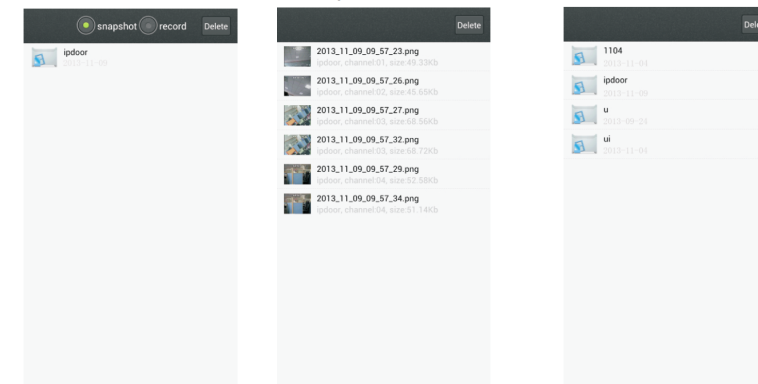 snapshot record Delete
ipdoor
2013-11-09
Delete
2013_11_09_09_57_23.png
ipdoor, channel:01, size:49.33Kb
2013_11_09_09_57_26.png
ipdoor, channel:02, size:45.65Kb
2013_11_09_09_57_27.png
ipdoor, channel:03, size:68.56Kb
2013_11_09_09_57_32.png
ipdoor, channel:03, size:68.72Kb
2013_11_09_09_57_29.png
ipdoor, channel:04, size:52.58Kb
2013_11_09_09_57_34.png
ipdoor, channel:04, size:51.14Kb
Dele
1104
2013-11-04
ipdoor
2013-11-09
u
2013-09-24
ui
2013-11-04